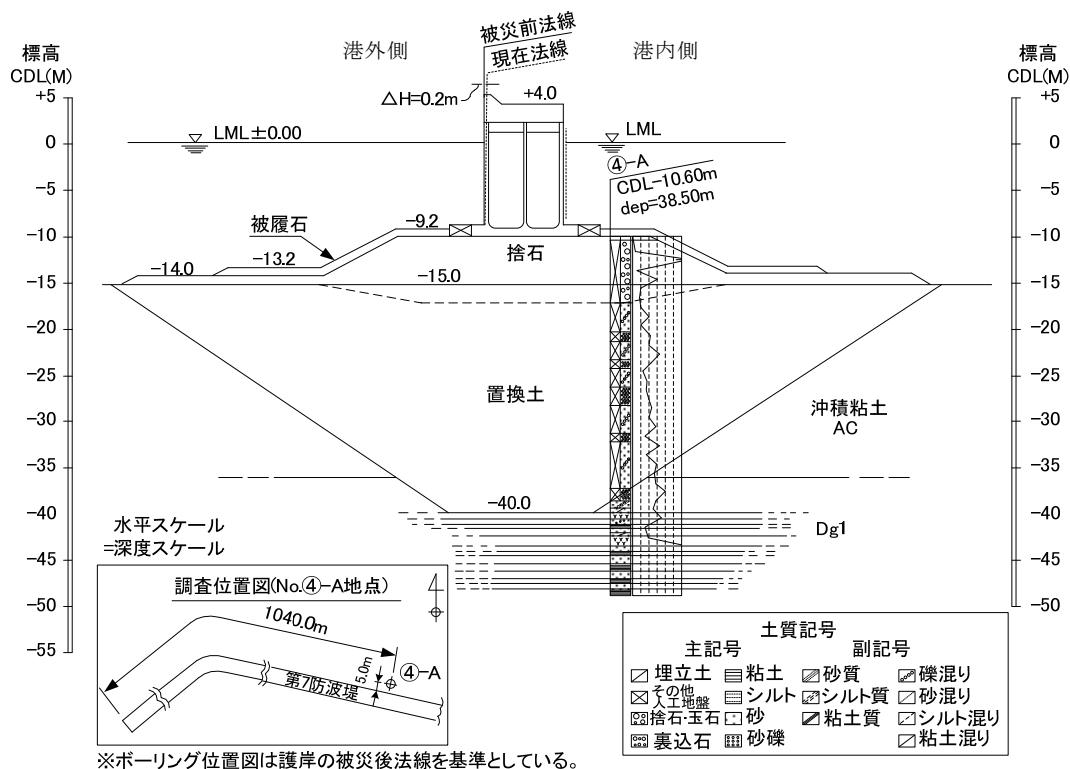 被災前法線
現在法線
港外側
港内側
標高
CDL(M)
標高
CDL(M)
△H=0.2m
+4.0
LML±0.00
LML
④-A
CDL-10.60m
dep=38.50m
+5
0
-5
-10
-15
-20
-25
-30
-35
-40
-45
-50
-55
+5
0
-5
-10
-15
-20
-25
-30
-35
-40
-45
-50
被履石
-9.2
-13.2
-14.0
捨石
-15.0
置換土
沖積粘土
AC
-40.0
Dg1
水平スケール
=深度スケール
調査位置図(No.④-A地点)
1040.0m
5.0m
④-A
第7防波堤
土質記号
主記号 副記号
埋立土 粘土 砂質 礫混り
その他人工地盤 シルト シルト質 砂混り
捨石・玉石 砂 粘土質 シルト混り
裏込石 砂礫 粘土混り
※ボーリング位置図は護岸の被災後法線を基準としている。